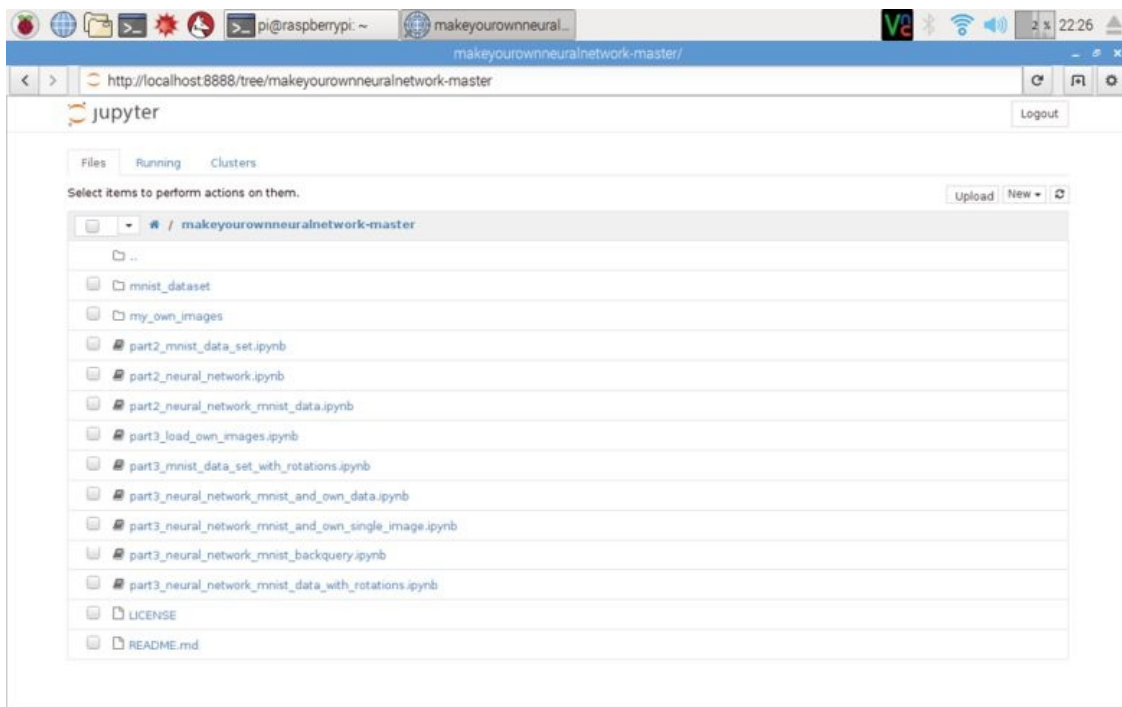 pi@raspberrypi: ~ makeyourownneural... V2 2 % 22:26
makeyourownneuralnetwork-master/
http://localhost:8888/tree/makeyourownneuralnetwork-master
jupyter Logout
Files Running Clusters
Select items to perform actions on them. Upload New
/ makeyourownneuralnetwork-master
..
mnist_dataset
my_own_images
part2_mnist_data_set.ipynb
part2_neural_network.ipynb
part2_neural_network_mnist_data.ipynb
part3_load_own_images.ipynb
part3_mnist_data_set_with_rotations.ipynb
part3_neural_network_mnist_and_own_data.ipynb
part3_neural_network_mnist_and_own_single_image.ipynb
part3_neural_network_mnist_backquery.ipynb
part3_neural_network_mnist_data_with_rotations.ipynb
LICENSE
README.md